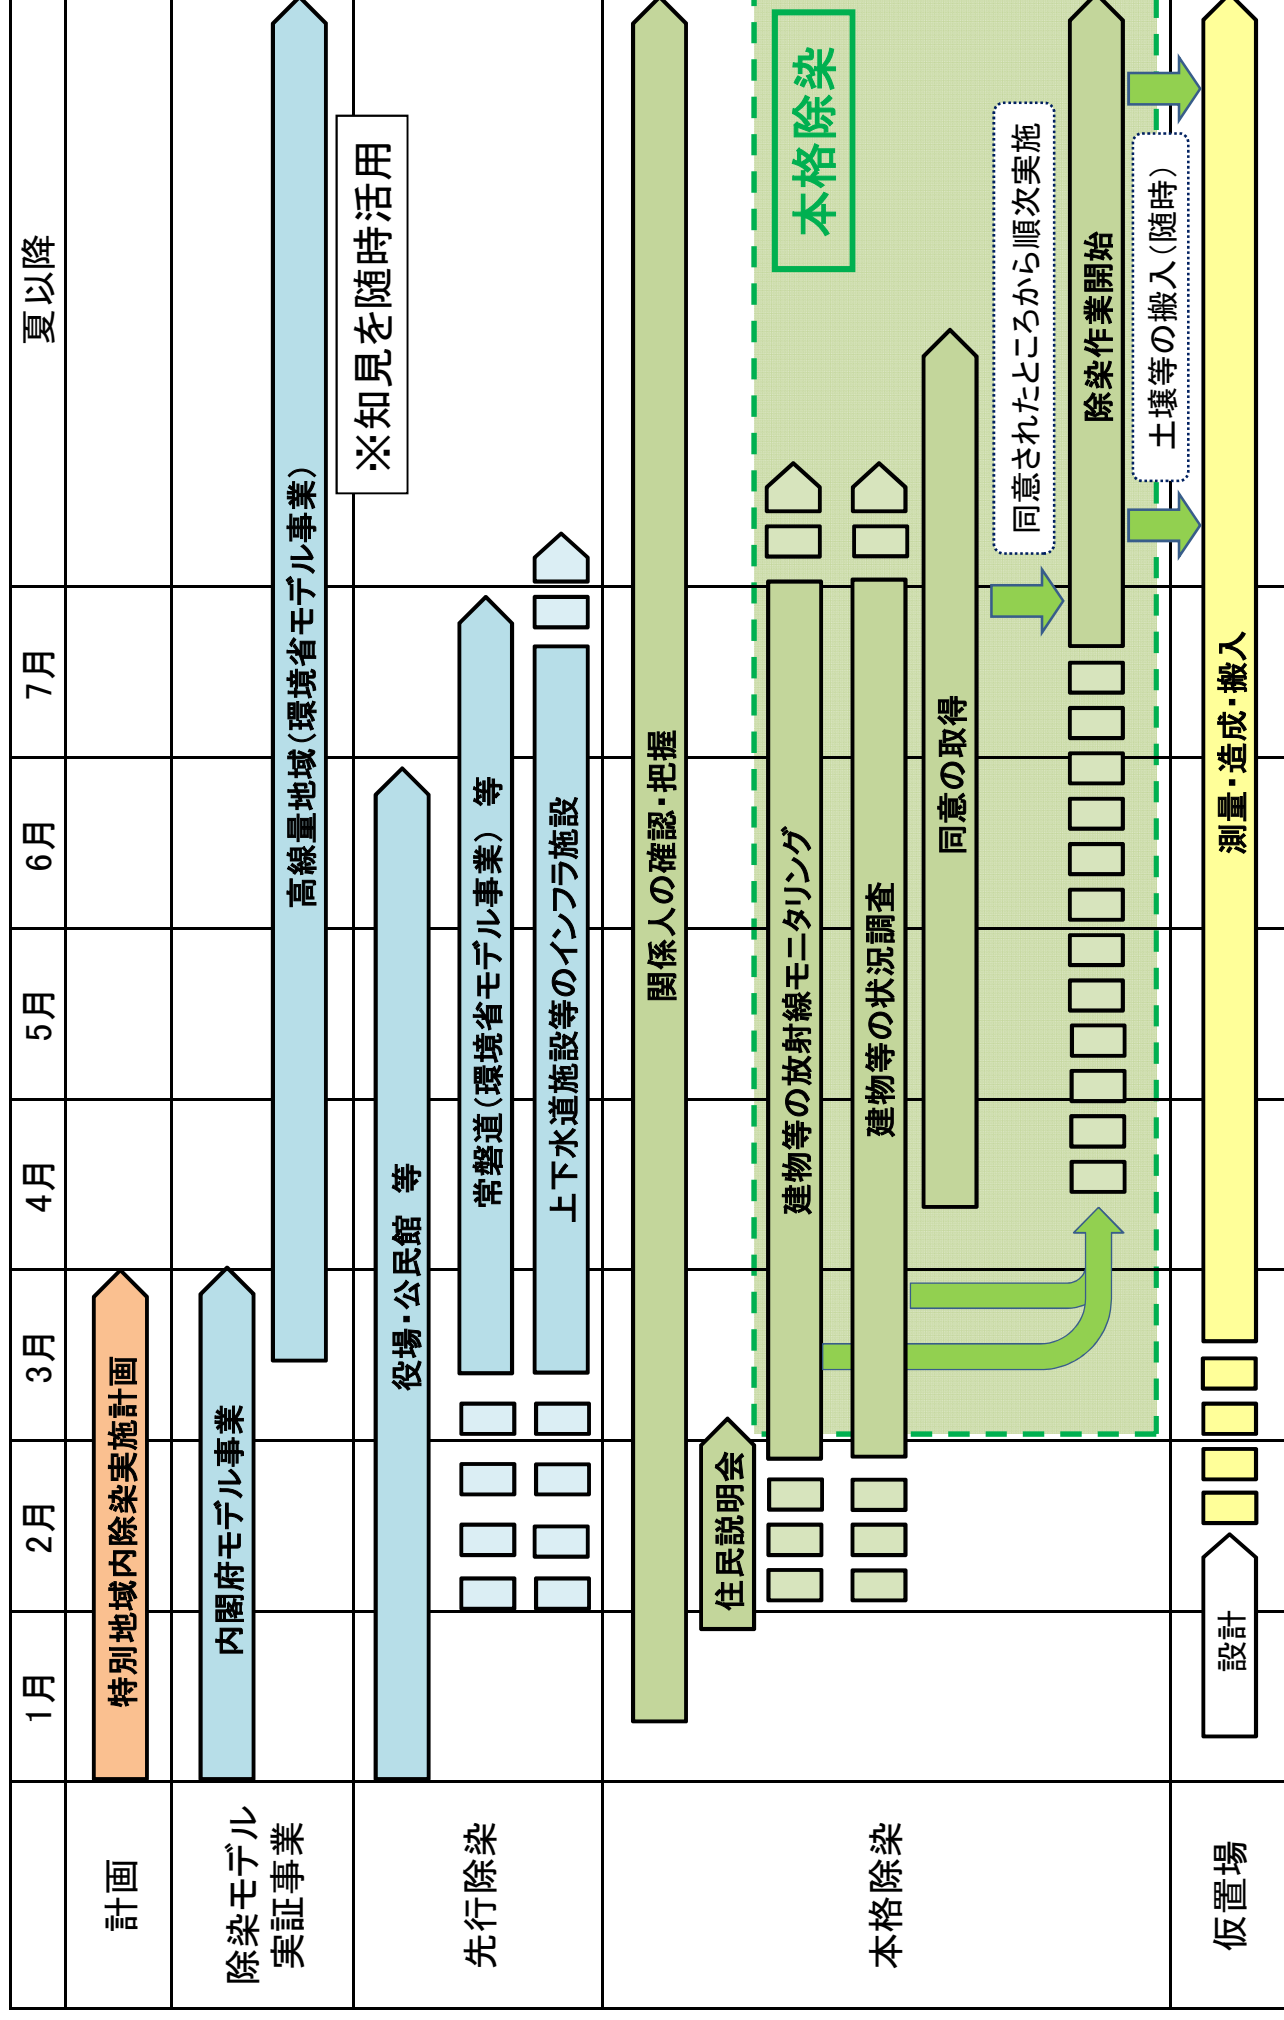 1月
2月
3月
4月
5月
6月
7月
夏以降
計画
特別地域内除染実施計画
除染モデル
実証事業
内閣府モデル事業
高線量地域(環境省モデル事業)
※知見を随時活用
先行除染
役場・公民館 等
常磐道(環境省モデル事業) 等
上下水道施設等のインフラ施設
本格除染
関係人の確認・把握
住民説明会
本格除染
建物等の放射線モニタリング
建物等の状況調査
同意の取得
同意されたところから順次実施
除染作業開始
土壌等の搬入(随時)
仮置場
設計
測量・造成・搬入